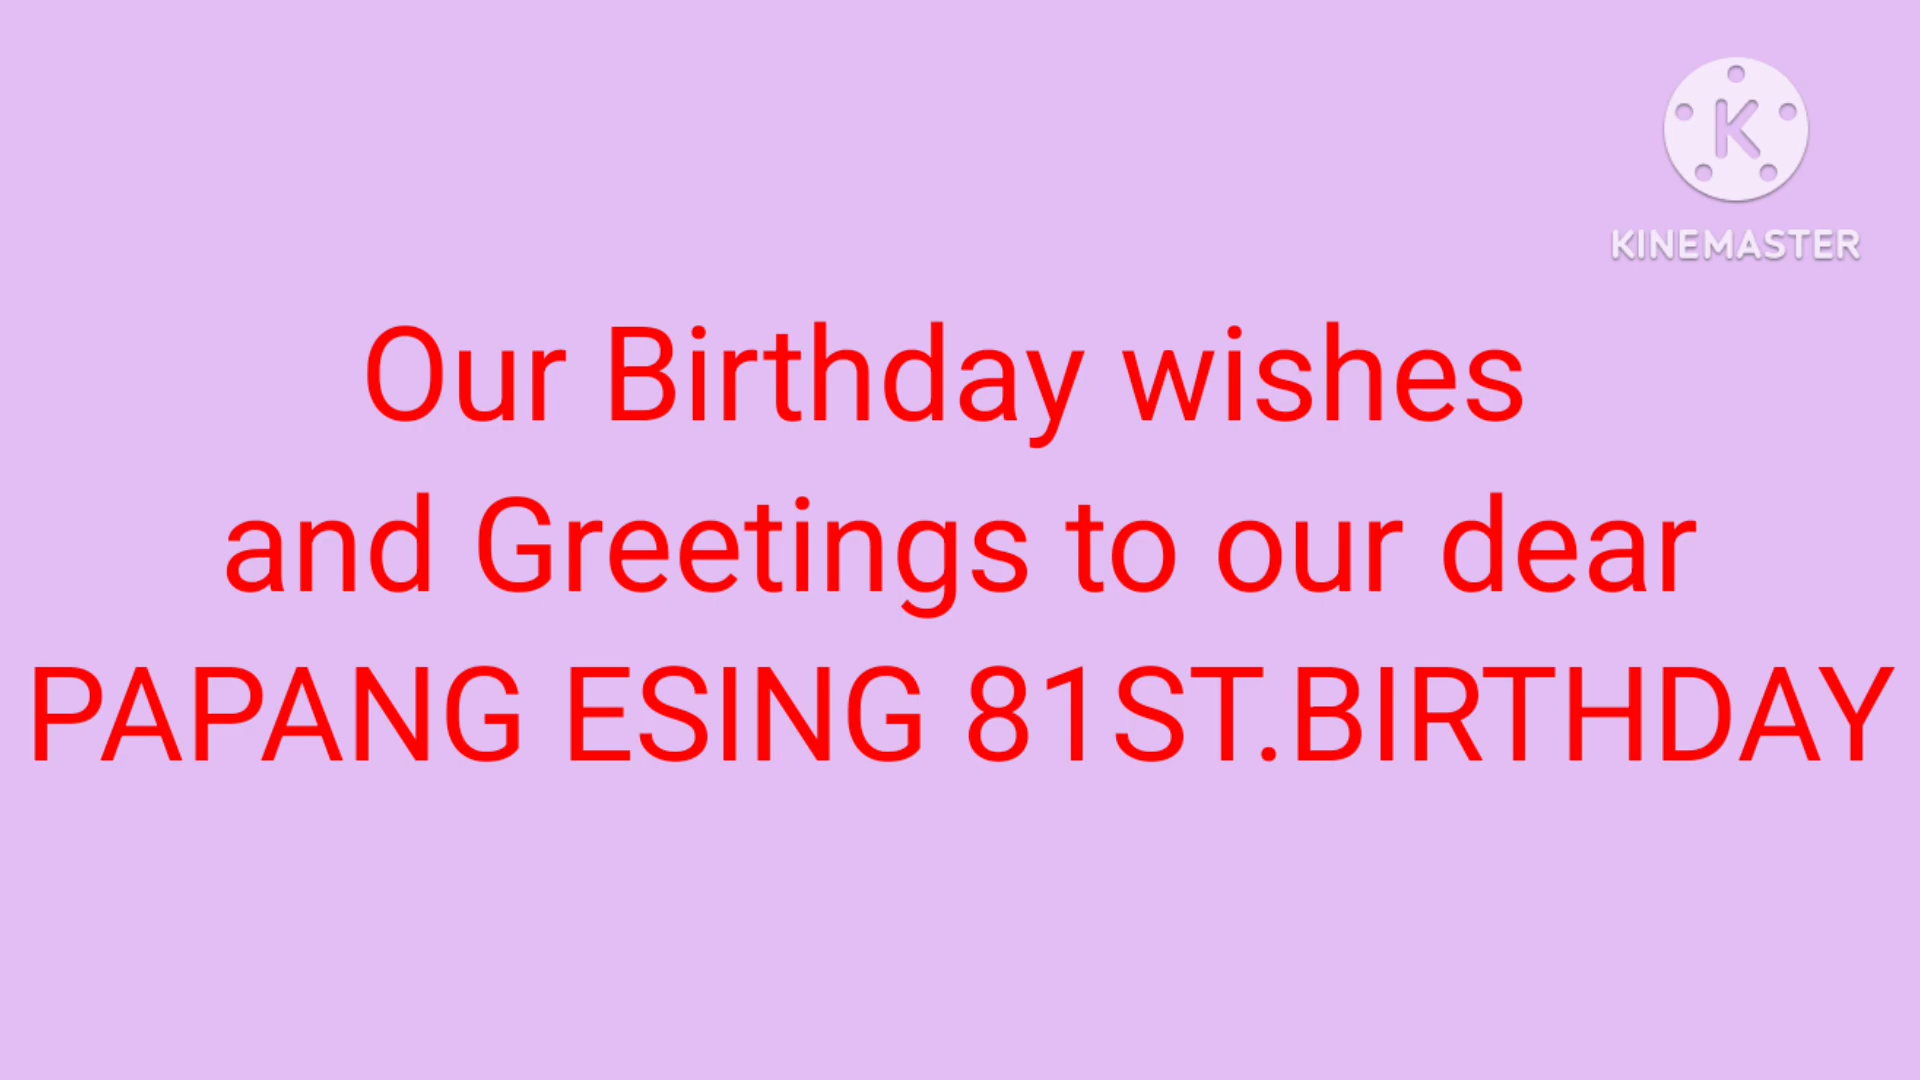 KINEMASTER
Our Birthday wishes
and Greetings to our dear
PAPANG ESING 81ST.BIRTHDAY